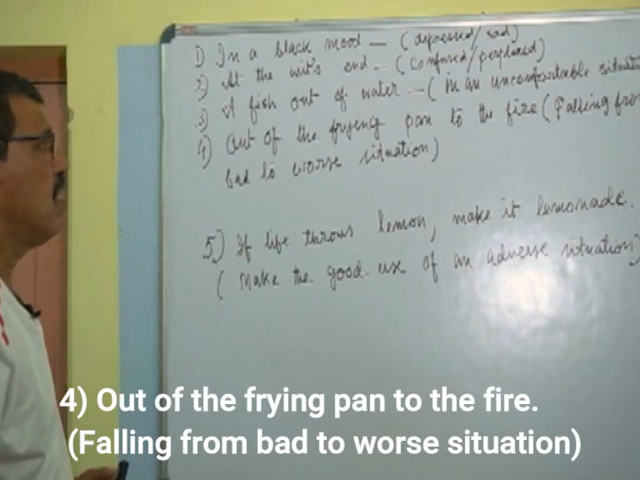 1) In a black mood — (depressed/sad)
2) At the wit's end - (Confused/perplexed)
3) A fish out of water - (In an uncomfortable situati
4) Out of the frying pan to the fire (Falling from
bad to worse situation)
5) If life throws lemon, make it lemonade.
( Make the good use of an adverse situation)
4) Out of the frying pan to the fire.
(Falling from bad to worse situation)